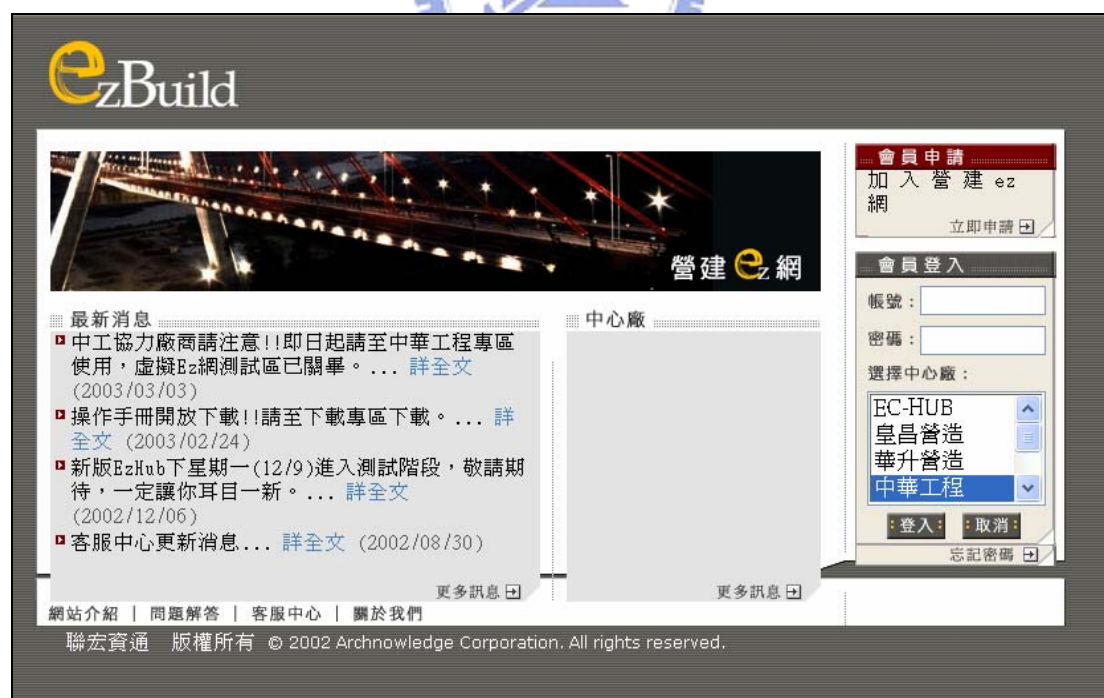 ezBuild
營建ez網
最新消息
中工協力廠商請注意!!即日起請至中華工程專區
使用，虛擬Ez網測試區已關畢。... 詳全文
(2003/03/03)
操作手冊開放下載!!請至下載專區下載。... 詳
全文 (2003/02/24)
新版EzHub下星期一(12/9)進入測試階段，敬請期
待，一定讓你耳目一新。... 詳全文
(2002/12/06)
客服中心更新消息... 詳全文 (2002/08/30)
更多訊息
中心廠
更多訊息
會員申請
加入營建ez
網
立即申請
會員登入
帳號：
密碼：
選擇中心廠：
EC-HUB
皇昌營造
華升營造
中華工程
登入 取消
忘記密碼
網站介紹 | 問題解答 | 客服中心 | 關於我們
聯宏資通 版權所有 © 2002 Archnowledge Corporation. All rights reserved.